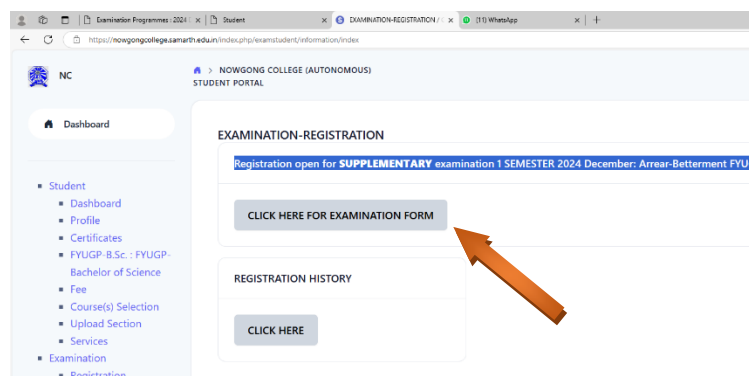 Examination Programmes : 2024
Student
EXAMINATION-REGISTRATION /
(11) WhatsApp
https://nowgongcollege.samarth.edu.in/index.php/examstudent/information/index
NC
NOWGONG COLLEGE (AUTONOMOUS)
STUDENT PORTAL
Dashboard
EXAMINATION-REGISTRATION
Registration open for SUPPLEMENTARY examination 1 SEMESTER 2024 December: Arrear-Betterment FYU
CLICK HERE FOR EXAMINATION FORM
REGISTRATION HISTORY
CLICK HERE
Student
Dashboard
Profile
Certificates
FYUGP-B.Sc. : FYUGP-
Bachelor of Science
Fee
Course(s) Selection
Upload Section
Services
Examination
Registration